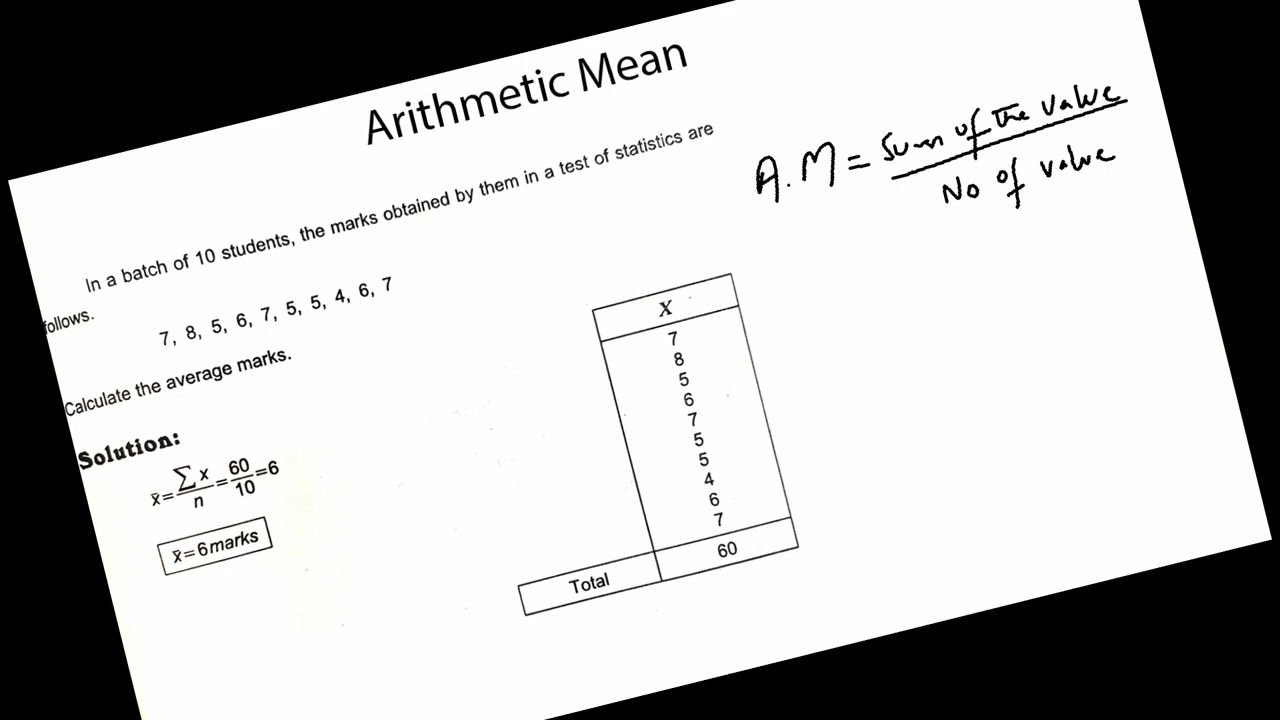 Arithmetic Mean
In a batch of 10 students, the marks obtained by them in a test of statistics are
follows.
7, 8, 5, 6, 7, 5, 5, 4, 6, 7
Calculate the average marks.
Solution:
x̄ = ∑x / n = 60 / 10 = 6
x̄ = 6 marks
A.M = Sum of the value
No of value
X
7
8
5
6
7
5
5
4
6
7
Total 60